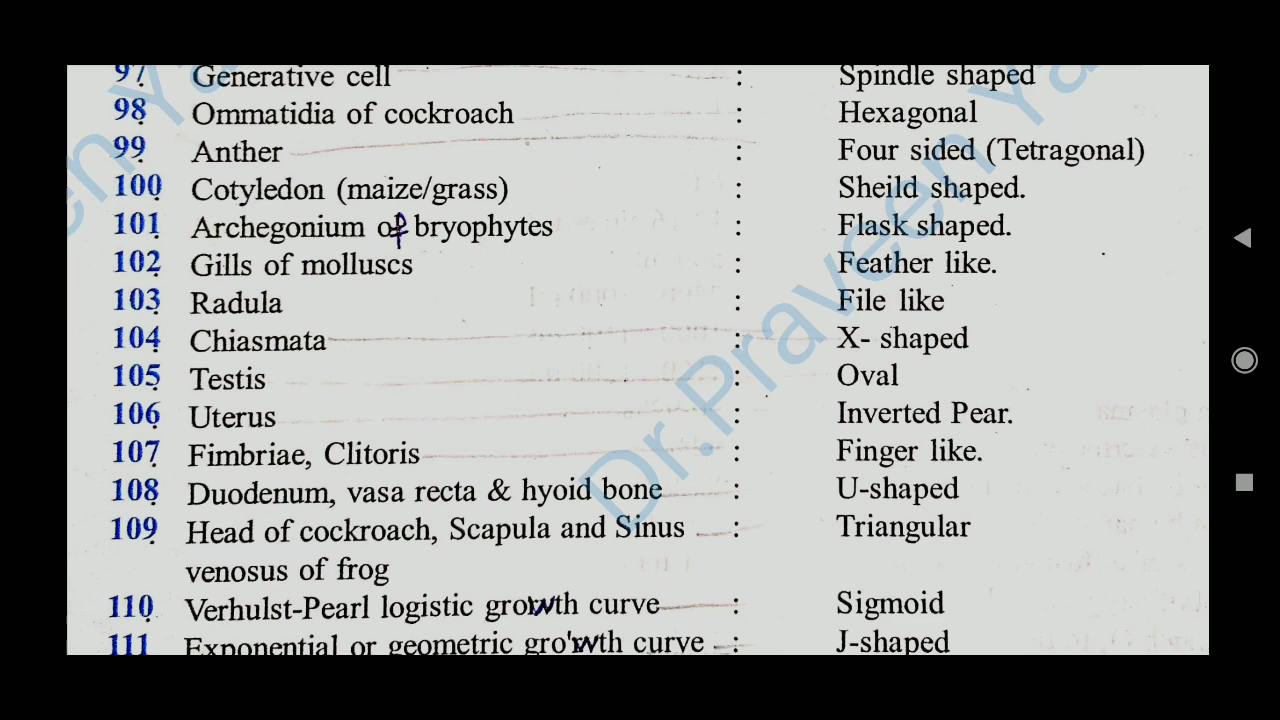 97. Generative cell : Spindle shaped
98. Ommatidia of cockroach : Hexagonal
99. Anther : Four sided (Tetragonal)
100. Cotyledon (maize/grass) : Sheild shaped.
101. Archegonium of bryophytes : Flask shaped.
102. Gills of molluscs : Feather like.
103. Radula : File like
104. Chiasmata : X- shaped
105. Testis : Oval
106. Uterus : Inverted Pear.
107. Fimbriae, Clitoris : Finger like.
108. Duodenum, vasa recta & hyoid bone : U-shaped
109. Head of cockroach, Scapula and Sinus : Triangular
venosus of frog
110. Verhulst-Pearl logistic growth curve : Sigmoid
111 Exponential or geometric growth curve : J-shaped
Dr.Praveen Ya
en Ya